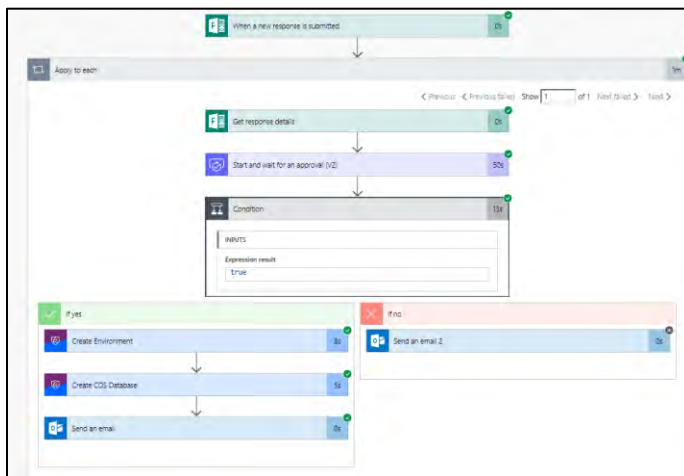 When a new response is submitted
0s
Apply to each
1m
< Previous < Previous failed Show 1 of 1 Next failed > Next >
Get response details
0s
Start and wait for an approval (V2)
50s
Condition
INPUTS
Expression result
true
If yes
If no
Create Environment
8s
Send an email 2
0s
Create CDS Database
5s
Send an email
0s